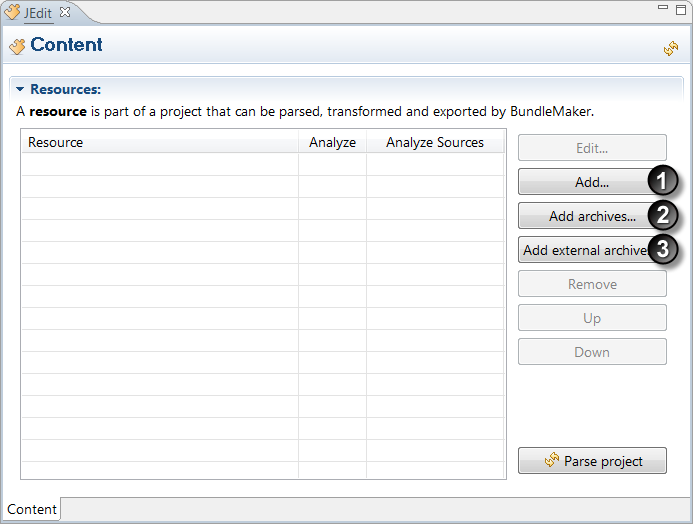 JEdit
Content
Resources:
A resource is part of a project that can be parsed, transformed and exported by BundleMaker.
Resource Analyze Analyze Sources
Edit...
Add... 1
Add archives... 2
Add external archive 3
Remove
Up
Down
Parse project
Content